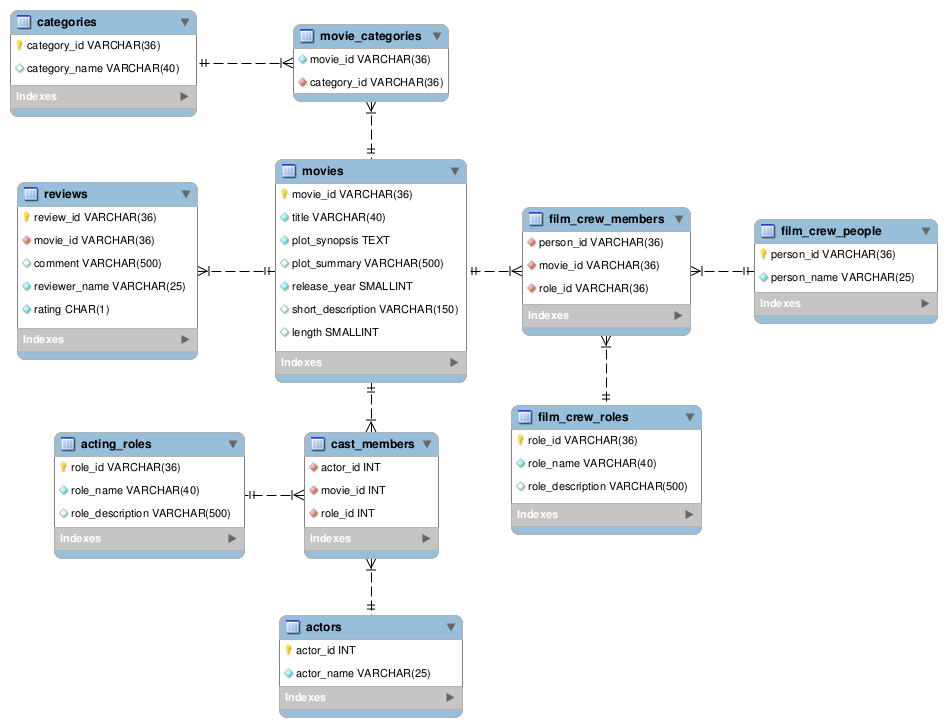 categories
category_id VARCHAR(36)
category_name VARCHAR(40)
Indexes
movie_categories
movie_id VARCHAR(36)
category_id VARCHAR(36)
reviews
review_id VARCHAR(36)
movie_id VARCHAR(36)
comment VARCHAR(500)
reviewer_name VARCHAR(25)
rating CHAR(1)
Indexes
movies
movie_id VARCHAR(36)
title VARCHAR(40)
plot_synopsis TEXT
plot_summary VARCHAR(500)
release_year SMALLINT
short_description VARCHAR(150)
length SMALLINT
Indexes
film_crew_members
person_id VARCHAR(36)
movie_id VARCHAR(36)
role_id VARCHAR(36)
Indexes
film_crew_people
person_id VARCHAR(36)
person_name VARCHAR(25)
Indexes
film_crew_roles
role_id VARCHAR(36)
role_name VARCHAR(40)
role_description VARCHAR(500)
Indexes
acting_roles
role_id VARCHAR(36)
role_name VARCHAR(40)
role_description VARCHAR(500)
Indexes
cast_members
actor_id INT
movie_id INT
role_id INT
Indexes
actors
actor_id INT
actor_name VARCHAR(25)
Indexes